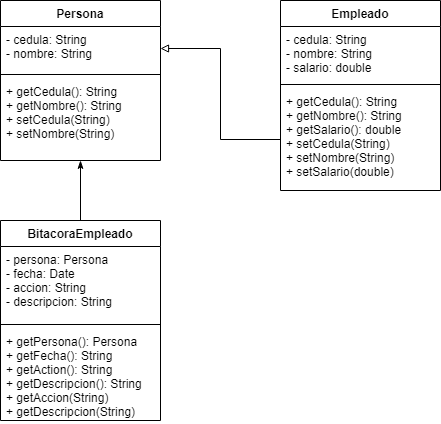 Persona
- cedula: String
- nombre: String
+ getCedula(): String
+ getNombre(): String
+ setCedula(String)
+ setNombre(String)
Empleado
- cedula: String
- nombre: String
- salario: double
+ getCedula(): String
+ getNombre(): String
+ getSalario(): double
+ setCedula(String)
+ setNombre(String)
+ setSalario(double)
BitacoraEmpleado
- persona: Persona
- fecha: Date
- accion: String
- descripcion: String
+ getPersona(): Persona
+ getFecha(): String
+ getAction(): String
+ getDescripcion(): String
+ getAccion(String)
+ getDescripcion(String)